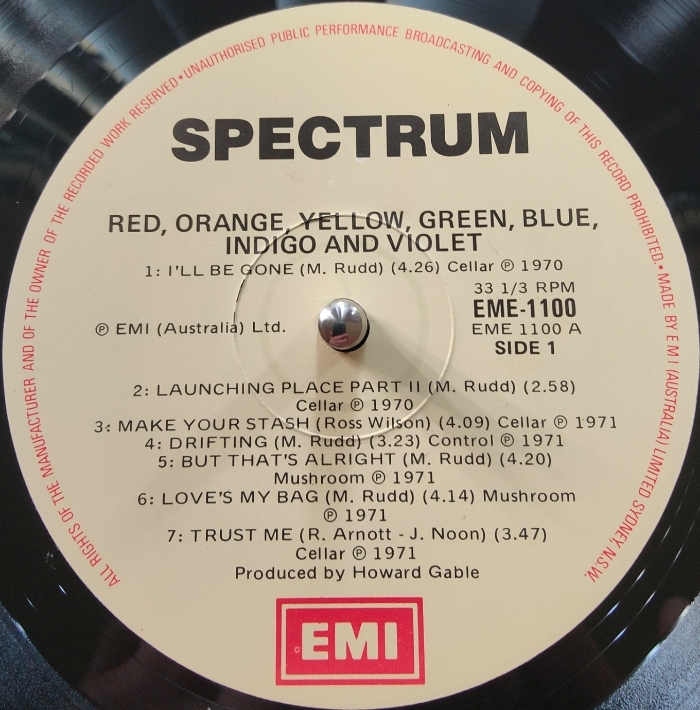 ALL RIGHTS OF THE MANUFACTURER AND OF THE OWNER OF THE RECORDED WORK RESERVED • UNAUTHORISED PUBLIC PERFORMANCE BROADCASTING AND COPYING OF THIS RECORD PROHIBITED • MADE BY E M I (AUSTRALIA) LIMITED SYDNEY, N.S.W.
SPECTRUM
RED, ORANGE, YELLOW, GREEN, BLUE,
INDIGO AND VIOLET
1: I'LL BE GONE (M. Rudd) (4.26) Cellar ℗ 1970
33 1/3 RPM
EME-1100
℗ EMI (Australia) Ltd.
EME 1100 A
SIDE 1
2: LAUNCHING PLACE PART II (M. Rudd) (2.58)
Cellar ℗ 1970
3: MAKE YOUR STASH (Ross Wilson) (4.09) Cellar ℗ 1971
4: DRIFTING (M. Rudd) (3.23) Control ℗ 1971
5: BUT THAT'S ALRIGHT (M. Rudd) (4.20)
Mushroom ℗ 1971
6: LOVE'S MY BAG (M. Rudd) (4.14) Mushroom
℗ 1971
7: TRUST ME (R. Arnott - J. Noon) (3.47)
Cellar ℗ 1971
Produced by Howard Gable
EMI